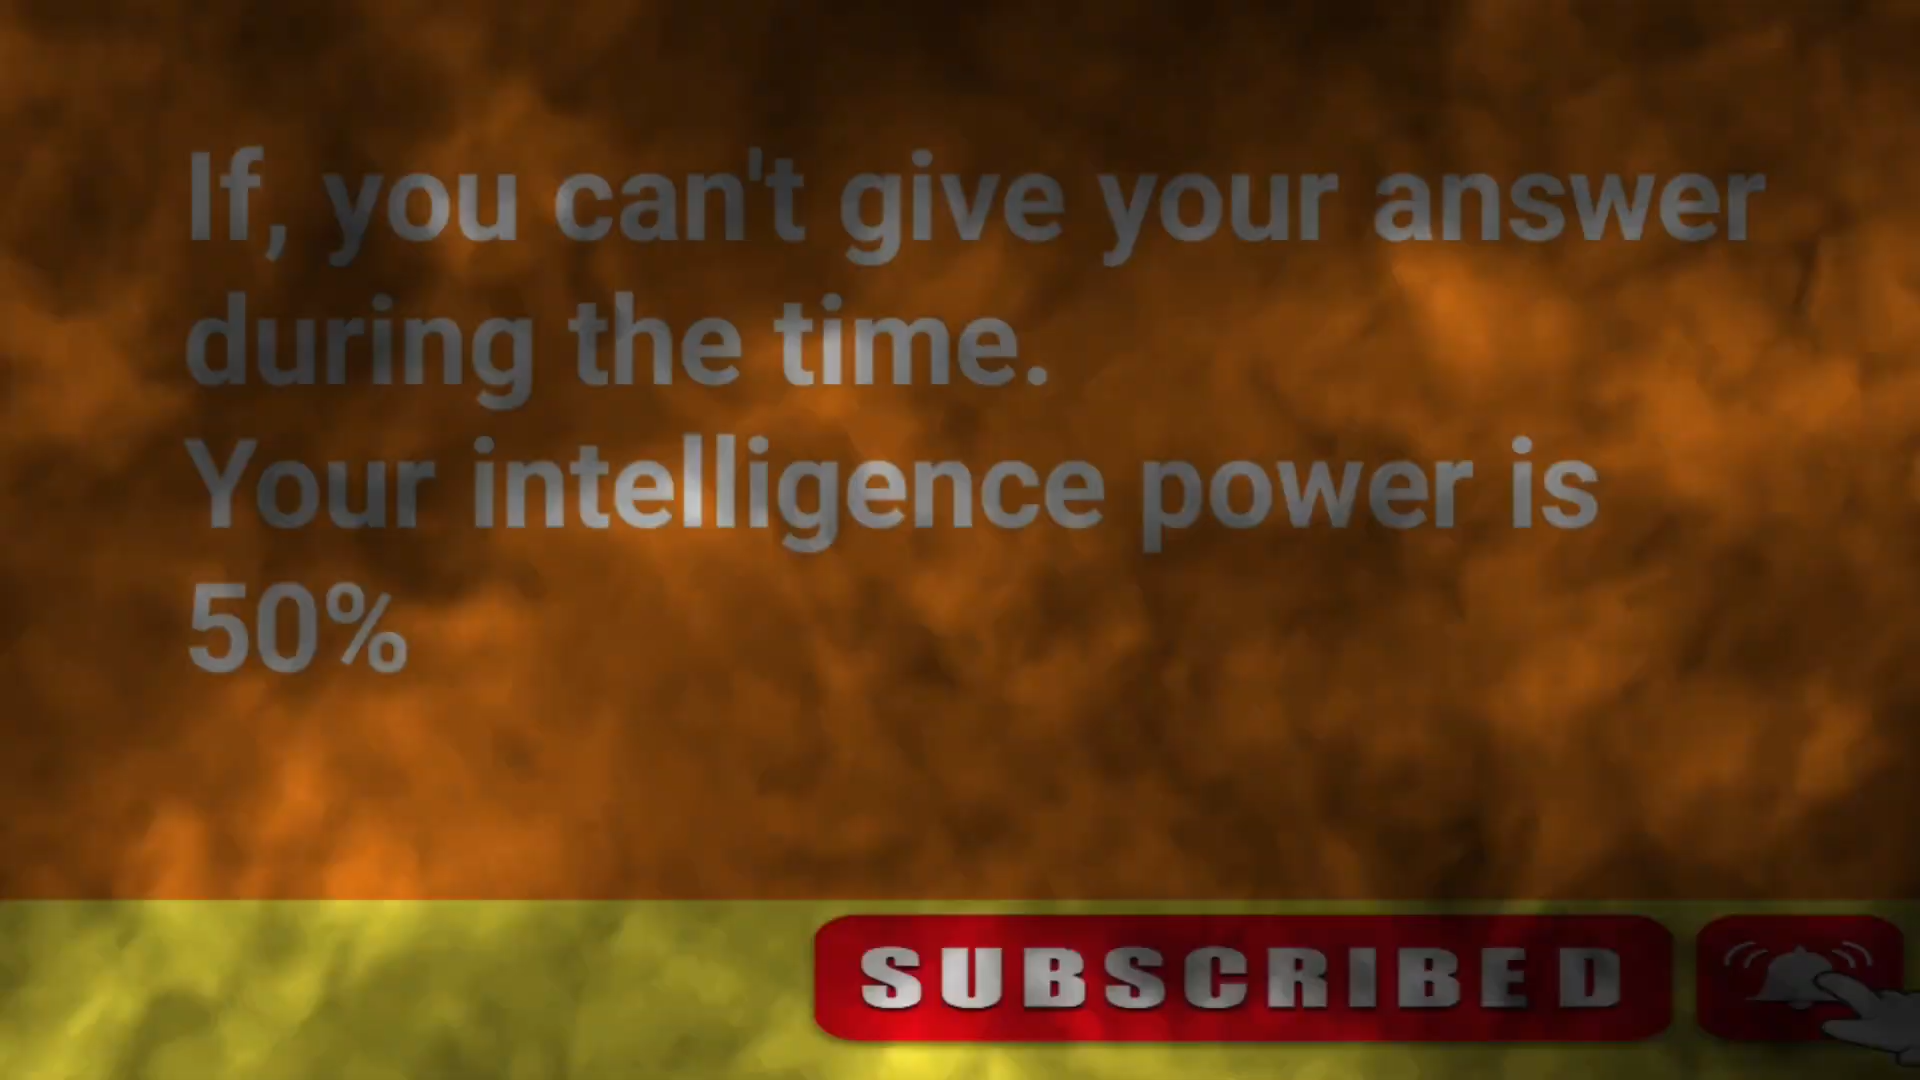 If, you can't give your answer
during the time.
Your intelligence power is
50%
SUBSCRIBED